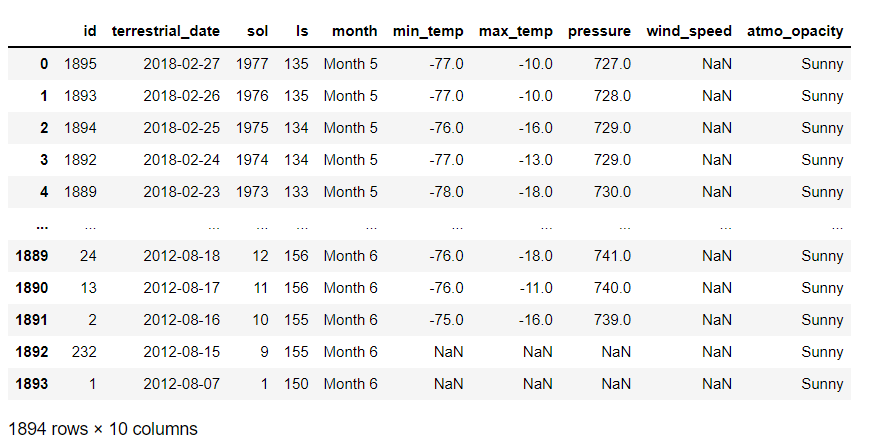 id terrestrial_date sol ls month min_temp max_temp pressure wind_speed atmo_opacity
0 1895 2018-02-27 1977 135 Month 5 -77.0 -10.0 727.0 NaN Sunny
1 1893 2018-02-26 1976 135 Month 5 -77.0 -10.0 728.0 NaN Sunny
2 1894 2018-02-25 1975 134 Month 5 -76.0 -16.0 729.0 NaN Sunny
3 1892 2018-02-24 1974 134 Month 5 -77.0 -13.0 729.0 NaN Sunny
4 1889 2018-02-23 1973 133 Month 5 -78.0 -18.0 730.0 NaN Sunny
... ... ... ... ... ... ... ... ... ... ...
1889 24 2012-08-18 12 156 Month 6 -76.0 -18.0 741.0 NaN Sunny
1890 13 2012-08-17 11 156 Month 6 -76.0 -11.0 740.0 NaN Sunny
1891 2 2012-08-16 10 155 Month 6 -75.0 -16.0 739.0 NaN Sunny
1892 232 2012-08-15 9 155 Month 6 NaN NaN NaN NaN Sunny
1893 1 2012-08-07 1 150 Month 6 NaN NaN NaN NaN Sunny
1894 rows × 10 columns